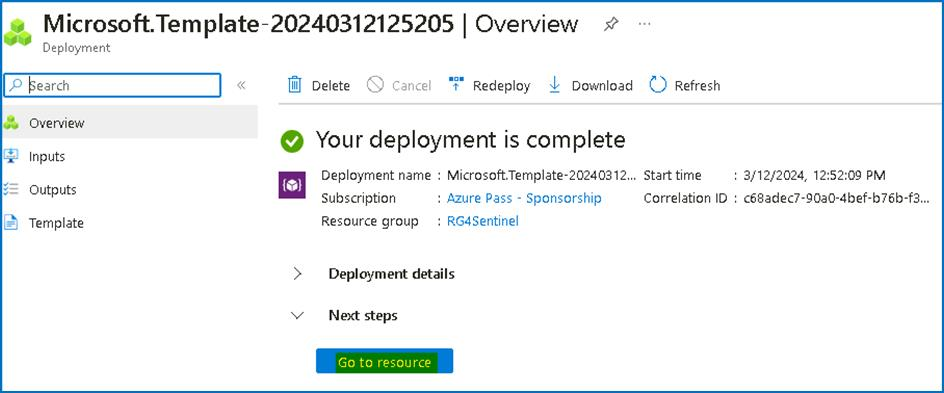 Microsoft.Template-20240312125205 | Overview ...
Deployment
Search «
Delete Cancel Redeploy Download Refresh
Overview
Inputs
Outputs
Template
Your deployment is complete
Deployment name : Microsoft.Template-20240312... Start time : 3/12/2024, 12:52:09 PM
Subscription : Azure Pass - Sponsorship Correlation ID : c68adec7-90a0-4bef-b76b-f3...
Resource group : RG4Sentinel
Deployment details
Next steps
Go to resource